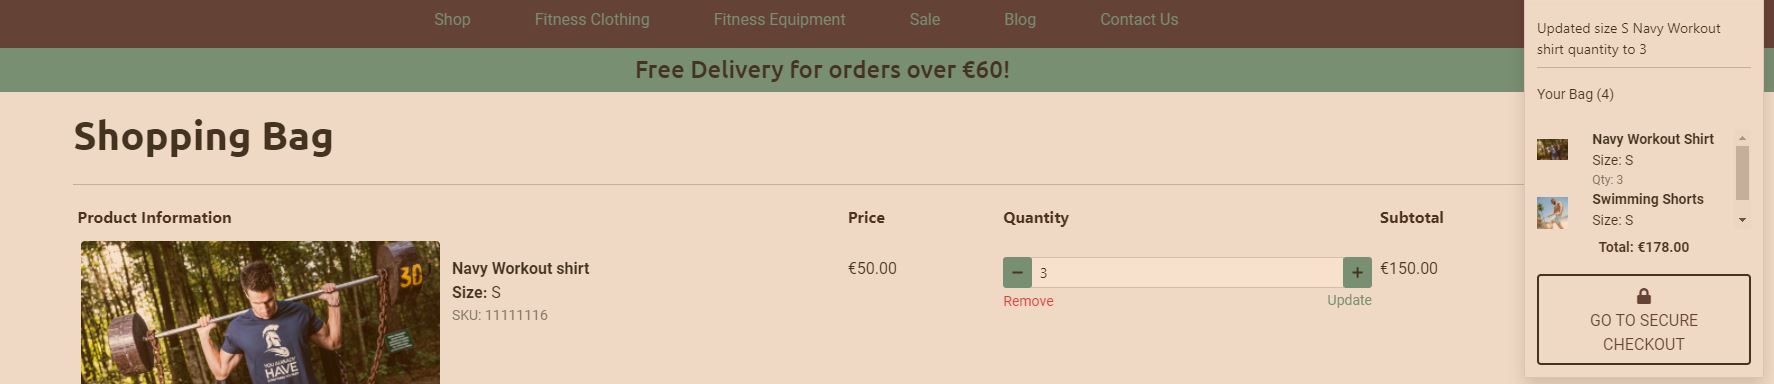 Shop Fitness Clothing Fitness Equipment Sale Blog Contact Us
Free Delivery for orders over €60!
Shopping Bag
Product Information Price Quantity Subtotal
Navy Workout shirt
Size: S
SKU: 11111116
€50.00
3
€150.00
Remove
Update
30
YOU ALREADY
HAVE
Updated size S Navy Workout
shirt quantity to 3
Your Bag (4)
Navy Workout Shirt
Size: S
Qty: 3
Swimming Shorts
Size: S
Total: €178.00
GO TO SECURE
CHECKOUT